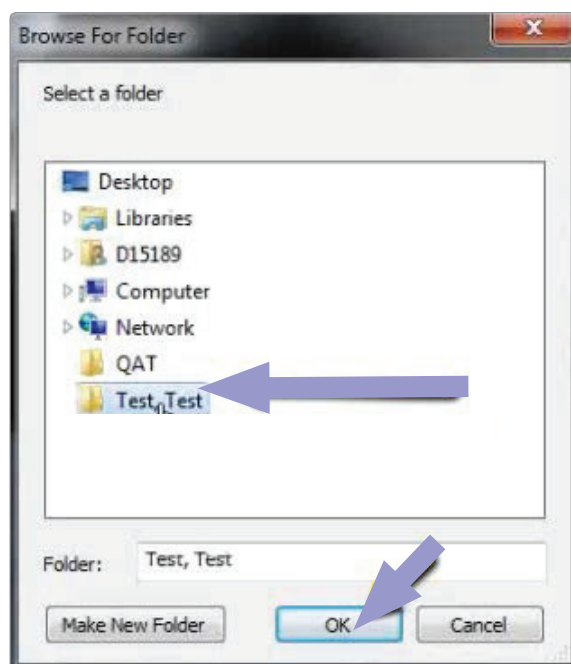 Browse For Folder
Select a folder
Desktop
Libraries
D15189
Computer
Network
QAT
Test, Test
Folder: Test, Test
Make New Folder OK Cancel